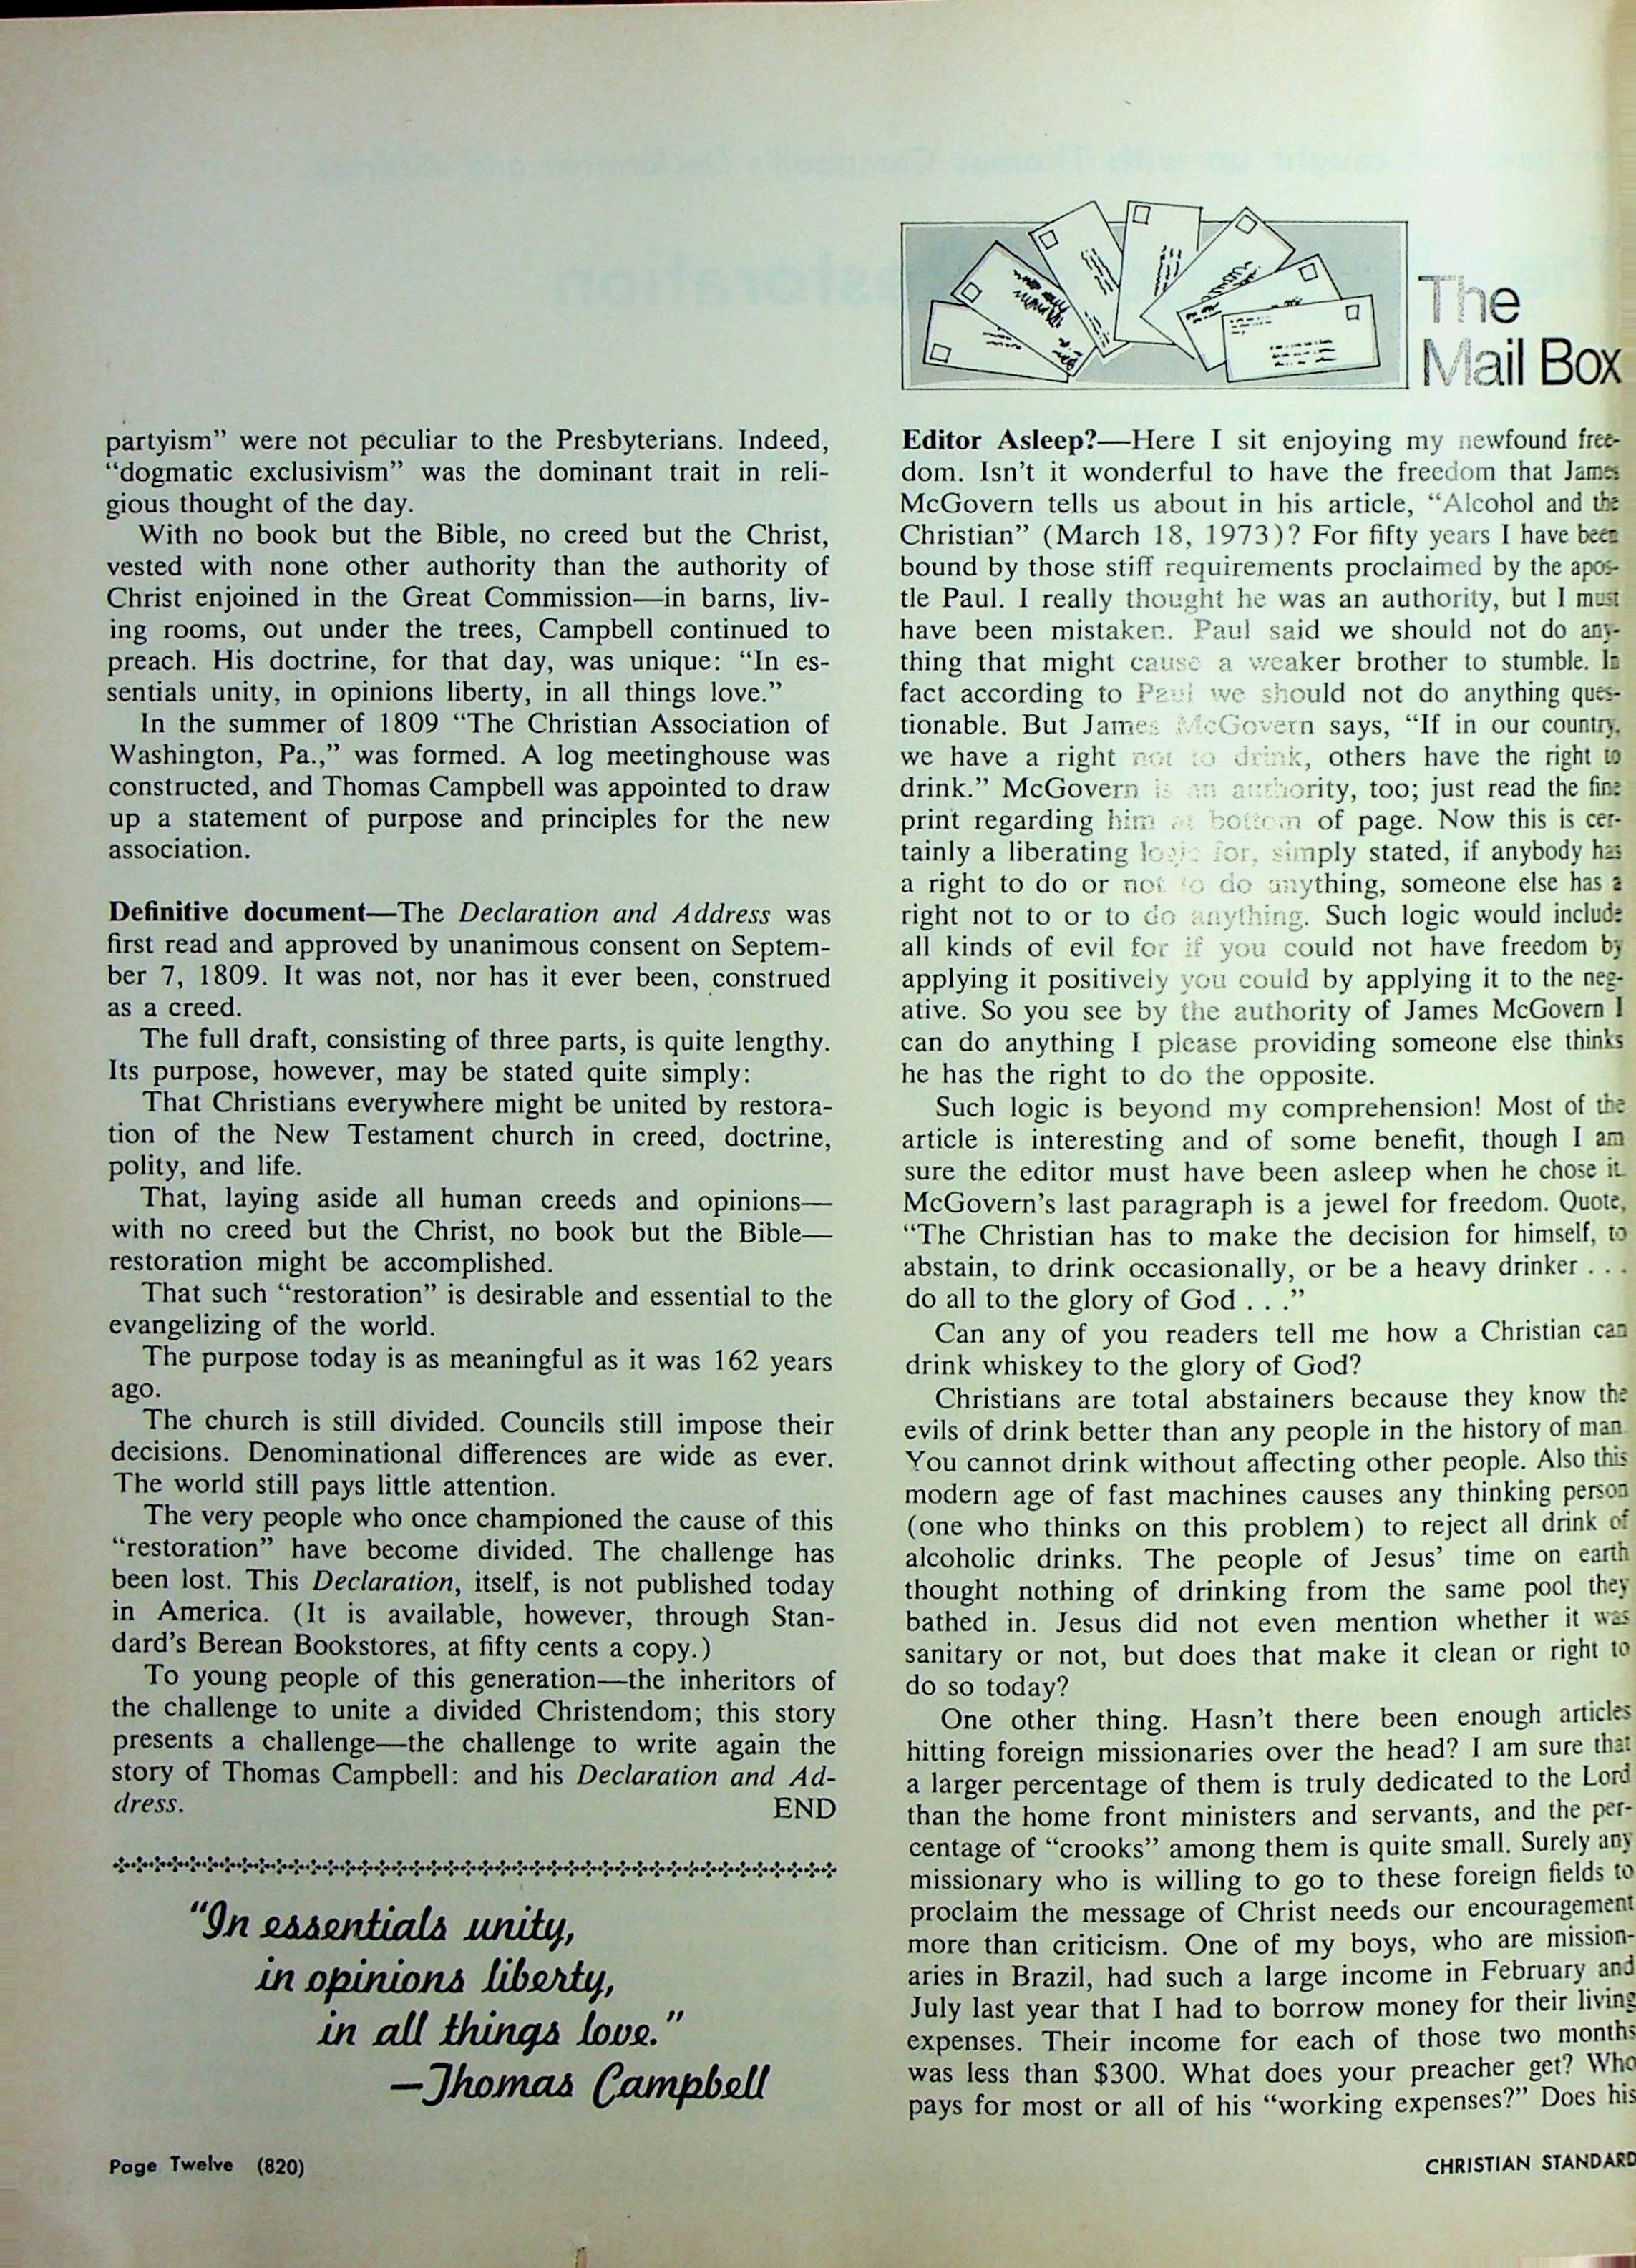 partyism” were not peculiar to the Presbyterians. Indeed,
“dogmatic exclusivism” was the dominant trait in reli-
gious thought of the day.
With no book but the Bible, no creed but the Christ,
vested with none other authority than the authority of
Christ enjoined in the Great Commission—in barns, liv-
ing rooms, out under the trees, Campbell continued to
preach. His doctrine, for that day, was unique: “In es-
sentials unity, in opinions liberty, in all things love.”
In the summer of 1809 “The Christian Association of
Washington, Pa.,” was formed. A log meetinghouse was
constructed, and Thomas Campbell was appointed to draw
up a statement of purpose and principles for the new
association.
Definitive document—The Declaration and Address was
first read and approved by unanimous consent on Septem-
ber 7, 1809. It was not, nor has it ever been, construed
as a creed.
The full draft, consisting of three parts, is quite lengthy.
Its purpose, however, may be stated quite simply:
That Christians everywhere might be united by restora-
tion of the New Testament church in creed, doctrine,
polity, and life.
That, laying aside all human creeds and opinions—
with no creed but the Christ, no book but the Bible—
restoration might be accomplished.
That such “restoration” is desirable and essential to the
evangelizing of the world.
The purpose today is as meaningful as it was 162 years
ago.
The church is still divided. Councils still impose their
decisions. Denominational differences are wide as ever.
The world still pays little attention.
The very people who once championed the cause of this
“restoration” have become divided. The challenge has
been lost. This Declaration, itself, is not published today
in America. (It is available, however, through Stan-
dard’s Berean Bookstores, at fifty cents a copy.)
To young people of this generation—the inheritors of
the challenge to unite a divided Christendom; this story
presents a challenge—the challenge to write again the
story of Thomas Campbell: and his Declaration and Ad-
dress. END
“In essentials unity,
in opinions liberty,
in all things love.”
—Thomas Campbell
Page Twelve (820)
The
Mail Box
Editor Asleep?—Here I sit enjoying my newfound free-
dom. Isn’t it wonderful to have the freedom that James
McGovern tells us about in his article, “Alcohol and the
Christian” (March 18, 1973)? For fifty years I have been
bound by those stiff requirements proclaimed by the apos-
tle Paul. I really thought he was an authority, but I must
have been mistaken. Paul said we should not do any-
thing that might cause a weaker brother to stumble. In
fact according to Paul we should not do anything ques-
tionable. But James McGovern says, “If in our country,
we have a right not to drink, others have the right to
drink.” McGovern is an authority, too; just read the fine
print regarding him at bottom of page. Now this is cer-
tainly a liberating logic for, simply stated, if anybody has
a right to do or not to do anything, someone else has a
right not to or to do anything. Such logic would include
all kinds of evil for if you could not have freedom by
applying it positively you could by applying it to the neg-
ative. So you see by the authority of James McGovern I
can do anything I please providing someone else thinks
he has the right to do the opposite.
Such logic is beyond my comprehension! Most of the
article is interesting and of some benefit, though I am
sure the editor must have been asleep when he chose it.
McGovern’s last paragraph is a jewel for freedom. Quote,
“The Christian has to make the decision for himself, to
abstain, to drink occasionally, or be a heavy drinker . . .
do all to the glory of God . . .”
Can any of you readers tell me how a Christian can
drink whiskey to the glory of God?
Christians are total abstainers because they know the
evils of drink better than any people in the history of man.
You cannot drink without affecting other people. Also this
modern age of fast machines causes any thinking person
(one who thinks on this problem) to reject all drink of
alcoholic drinks. The people of Jesus’ time on earth
thought nothing of drinking from the same pool they
bathed in. Jesus did not even mention whether it was
sanitary or not, but does that make it clean or right to
do so today?
One other thing. Hasn’t there been enough articles
hitting foreign missionaries over the head? I am sure that
a larger percentage of them is truly dedicated to the Lord
than the home front ministers and servants, and the per-
centage of “crooks” among them is quite small. Surely any
missionary who is willing to go to these foreign fields to
proclaim the message of Christ needs our encouragement
more than criticism. One of my boys, who are mission-
aries in Brazil, had such a large income in February and
July last year that I had to borrow money for their living
expenses. Their income for each of those two months
was less than $300. What does your preacher get? Who
pays for most or all of his “working expenses?” Does his
CHRISTIAN STANDARD